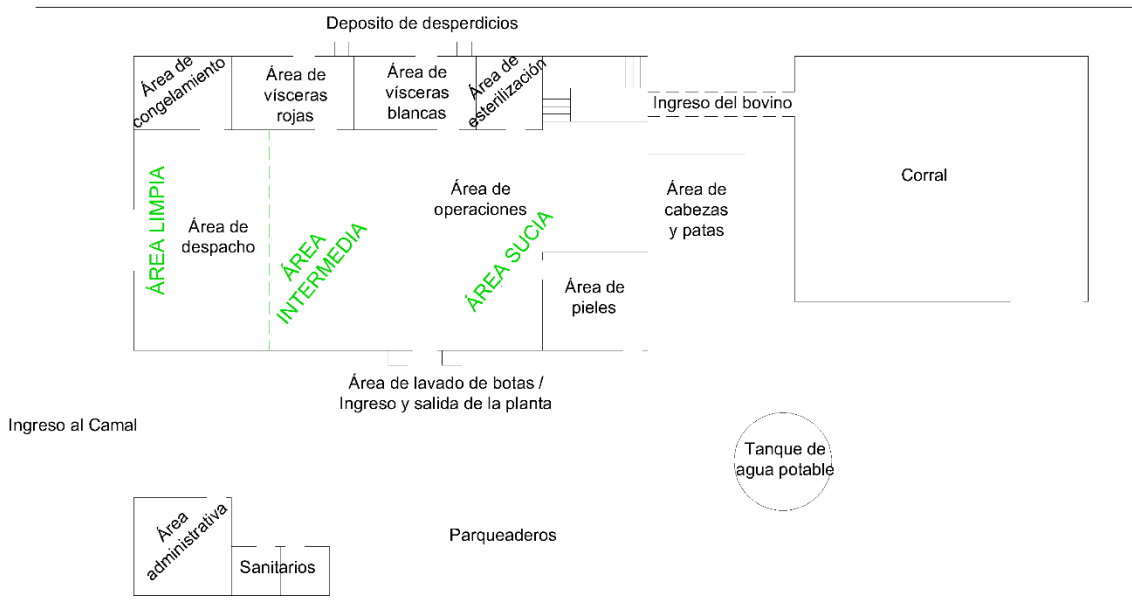 Deposito de desperdicios
Área de
congelamiento
Área de
vísceras
rojas
Área de
vísceras
blancas
Área de
esterilización
Ingreso del bovino
Corral
ÁREA LIMPIA
Área de
despacho
ÁREA
INTERMEDIA
Área de
operaciones
ÁREA SUCIA
Área de
cabezas
y patas
Área de
pieles
Área de lavado de botas /
Ingreso y salida de la planta
Ingreso al Camal
Tanque de
agua potable
Área
administrativa
Sanitarios
Parqueaderos